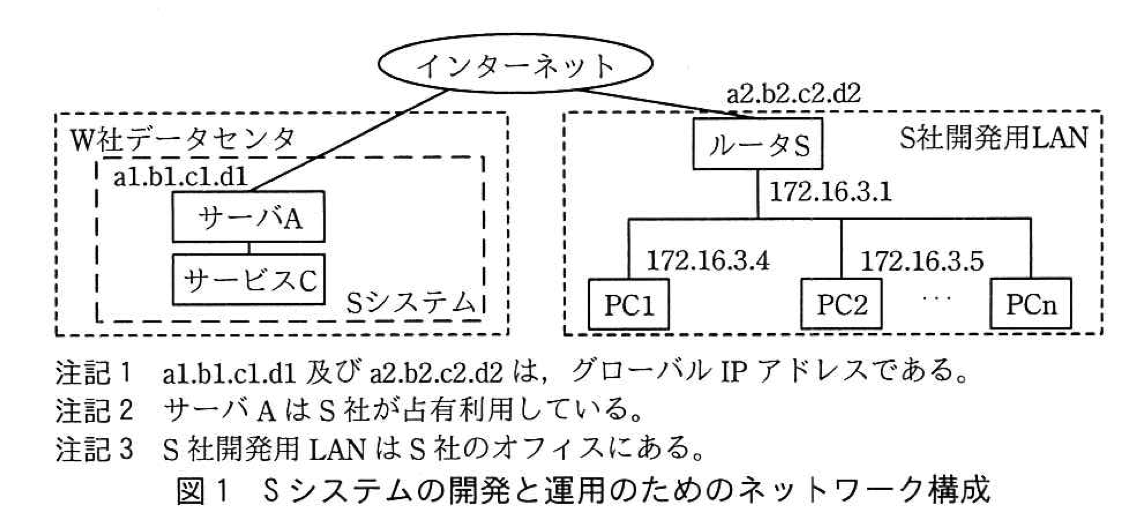 インターネット
a2.b2.c2.d2
W社データセンタ
ルータS
S社開発用LAN
a1.b1.c1.d1
172.16.3.1
サーバA
172.16.3.4
172.16.3.5
サービスC
Sシステム
PC1
PC2
...
PCn
注記1 a1.b1.c1.d1 及び a2.b2.c2.d2 は，グローバル IP アドレスである。
注記2 サーバ A は S 社が占有利用している。
注記3 S 社開発用 LAN は S 社のオフィスにある。
図1 S システムの開発と運用のためのネットワーク構成